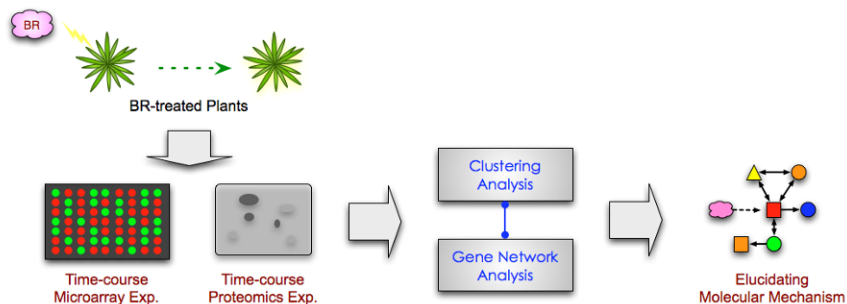 BR
BR-treated Plants
Time-course
Microarray Exp.
Time-course
Proteomics Exp.
Clustering
Analysis
Gene Network
Analysis
Elucidating
Molecular Mechanism